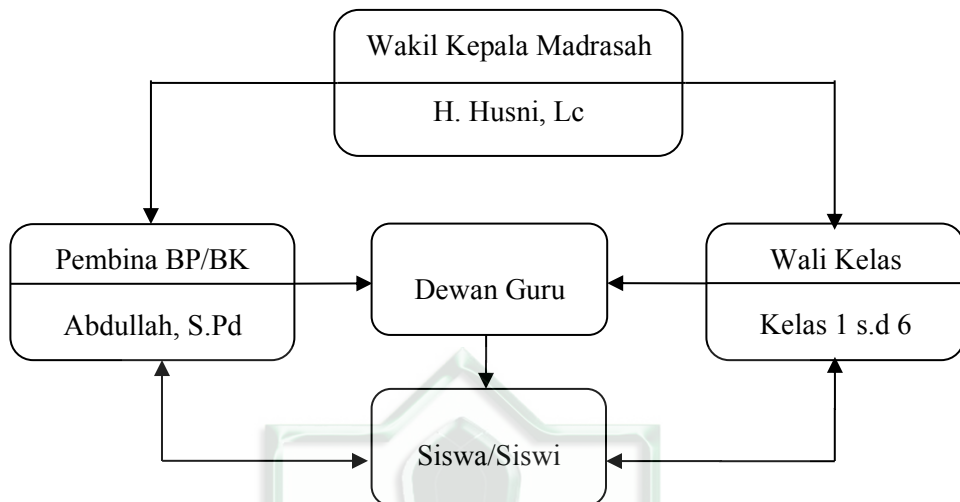 Wakil Kepala Madrasah
H. Husni, Lc
Pembina BP/BK
Abdullah, S.Pd
Dewan Guru
Wali Kelas
Kelas 1 s.d 6
Siswa/Siswi